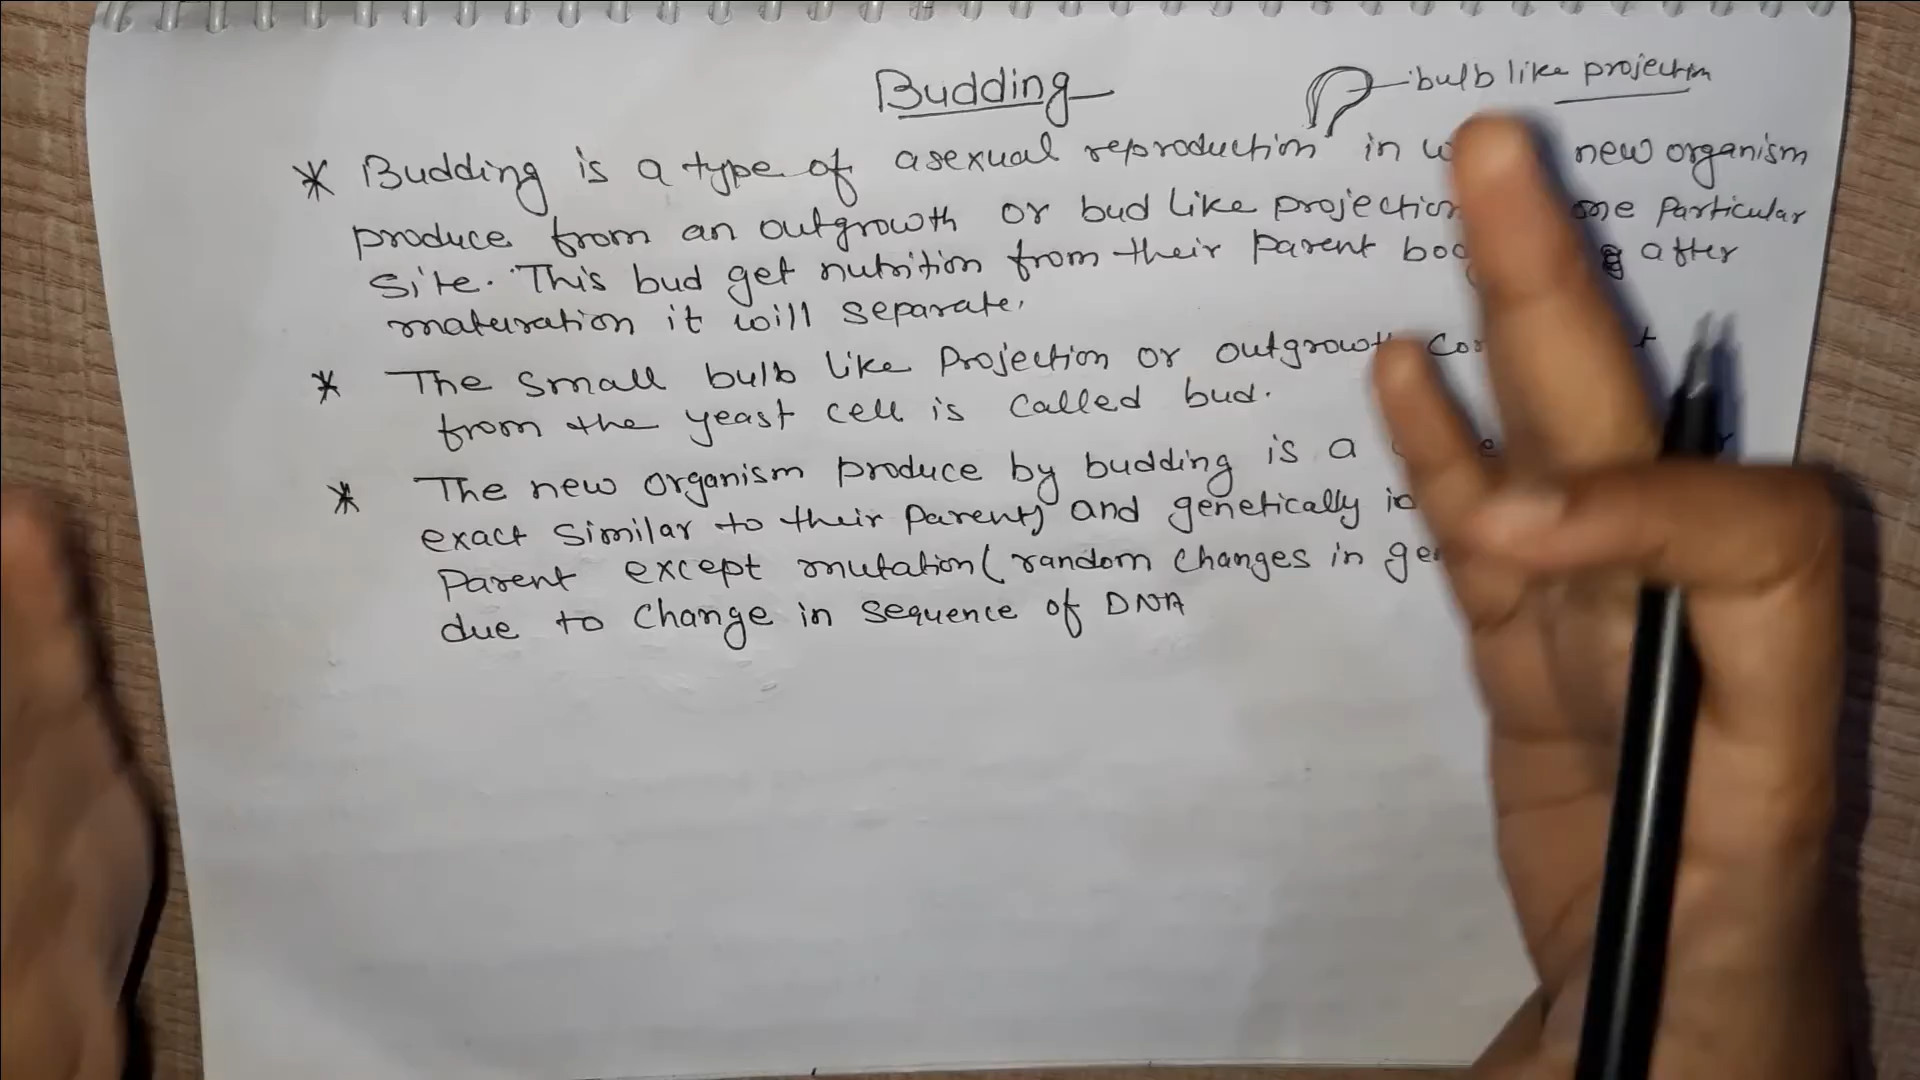 Budding
bulb like projection
* Budding is a type of asexual reproduction in new organism
produce from an outgrowth or bud like projection one Particular
Site. This bud get nutrition from their Parent after
maturation it will separate.
* The small bulb like Projection or outgrowth
from the yeast cell is called bud.
* The new organism produce by budding is a
exact similar to their Parent, and genetically
Parent except mutation ( random changes in
due to change in sequence of DNA